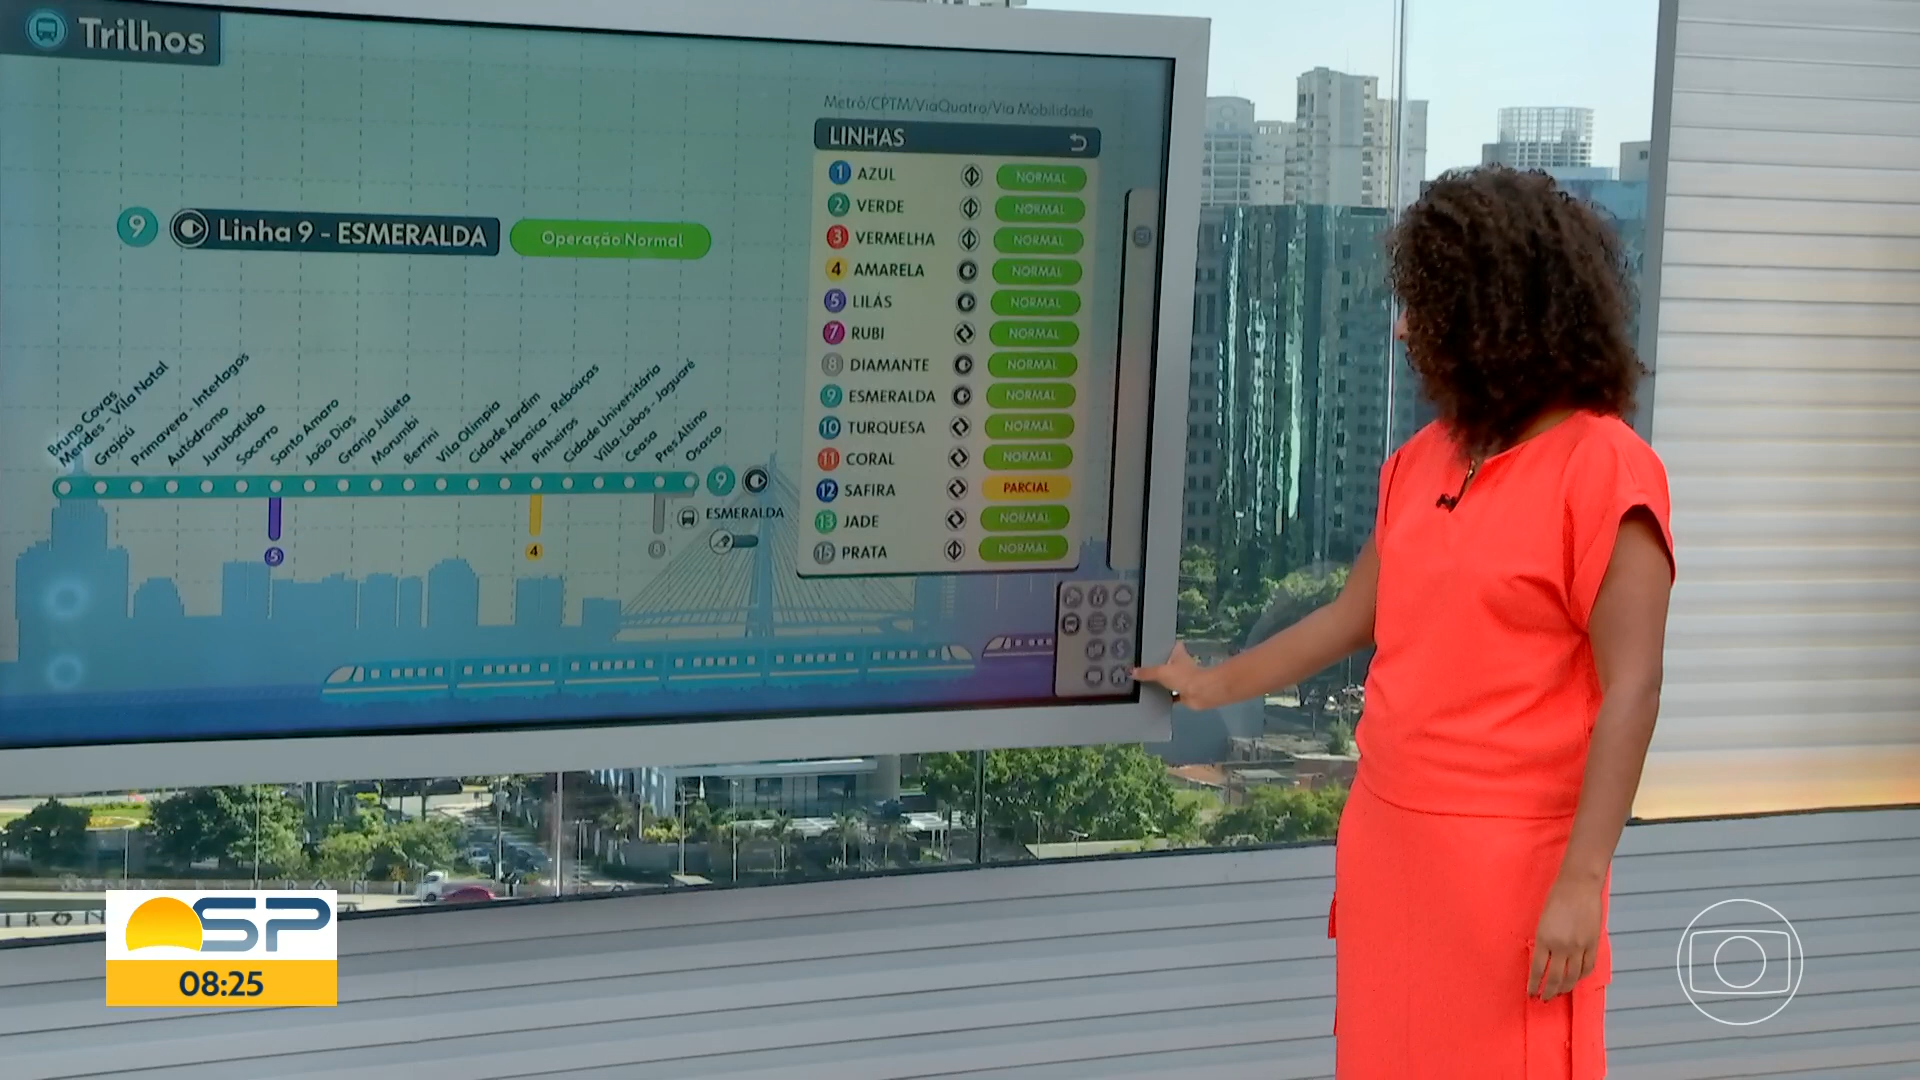 Trilhos
Metrô/CPTM/ViaQuatro/Via Mobilidade
LINHAS
1 AZUL NORMAL
2 VERDE NORMAL
3 VERMELHA NORMAL
4 AMARELA NORMAL
5 LILÁS NORMAL
7 RUBI NORMAL
8 DIAMANTE NORMAL
9 ESMERALDA NORMAL
10 TURQUESA NORMAL
11 CORAL NORMAL
12 SAFIRA PARCIAL
13 JADE NORMAL
15 PRATA NORMAL
9 Linha 9 - ESMERALDA Operação Normal
Bruno Covas
Mendes - Vila Natal
Grajaú
Primavera - Interlagos
Autódromo
Jurubatuba
Socorro
Santo Amaro
João Dias
Granja Julieta
Morumbi
Berrini
Vila Olímpia
Cidade Jardim
Hebraica - Rebouças
Pinheiros
Cidade Universitária
Villa-Lobos - Jaguaré
Ceasa
Pres. Altino
Osasco
9
ESMERALDA
5
4
8
SP
08:25